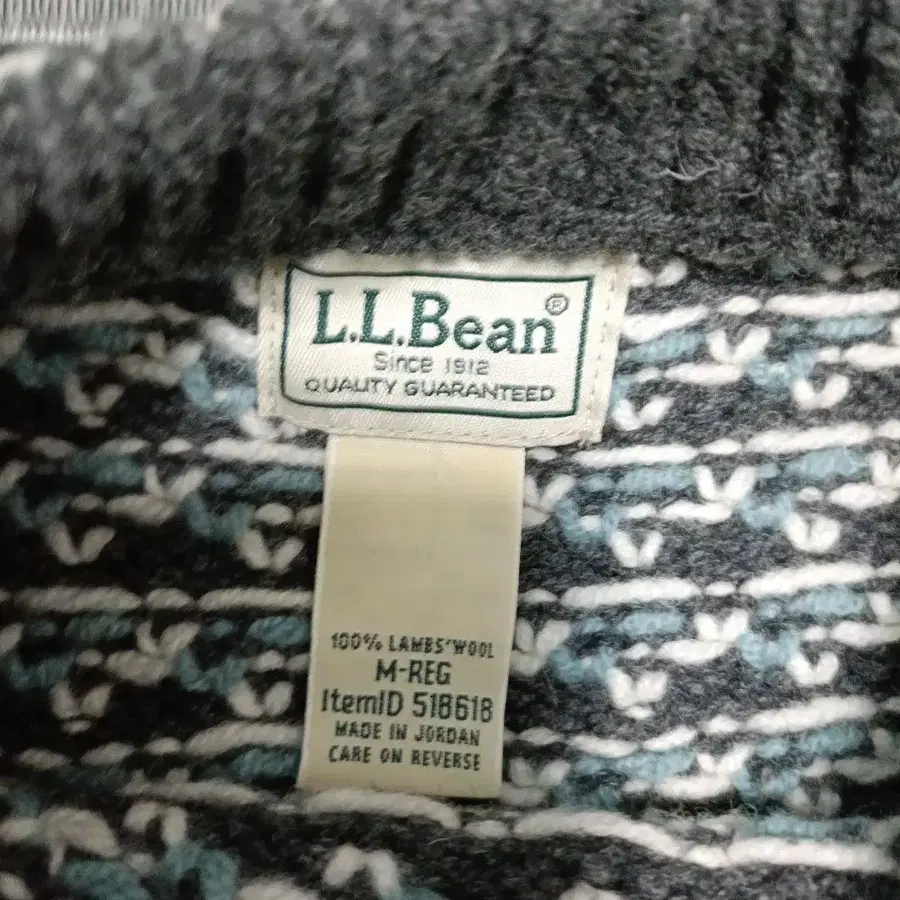 L.L.Bean®
Since 1912
QUALITY GUARANTEED
100% LAMBS' WOOL
M-REG
ItemID 518618
MADE IN JORDAN
CARE ON REVERSE